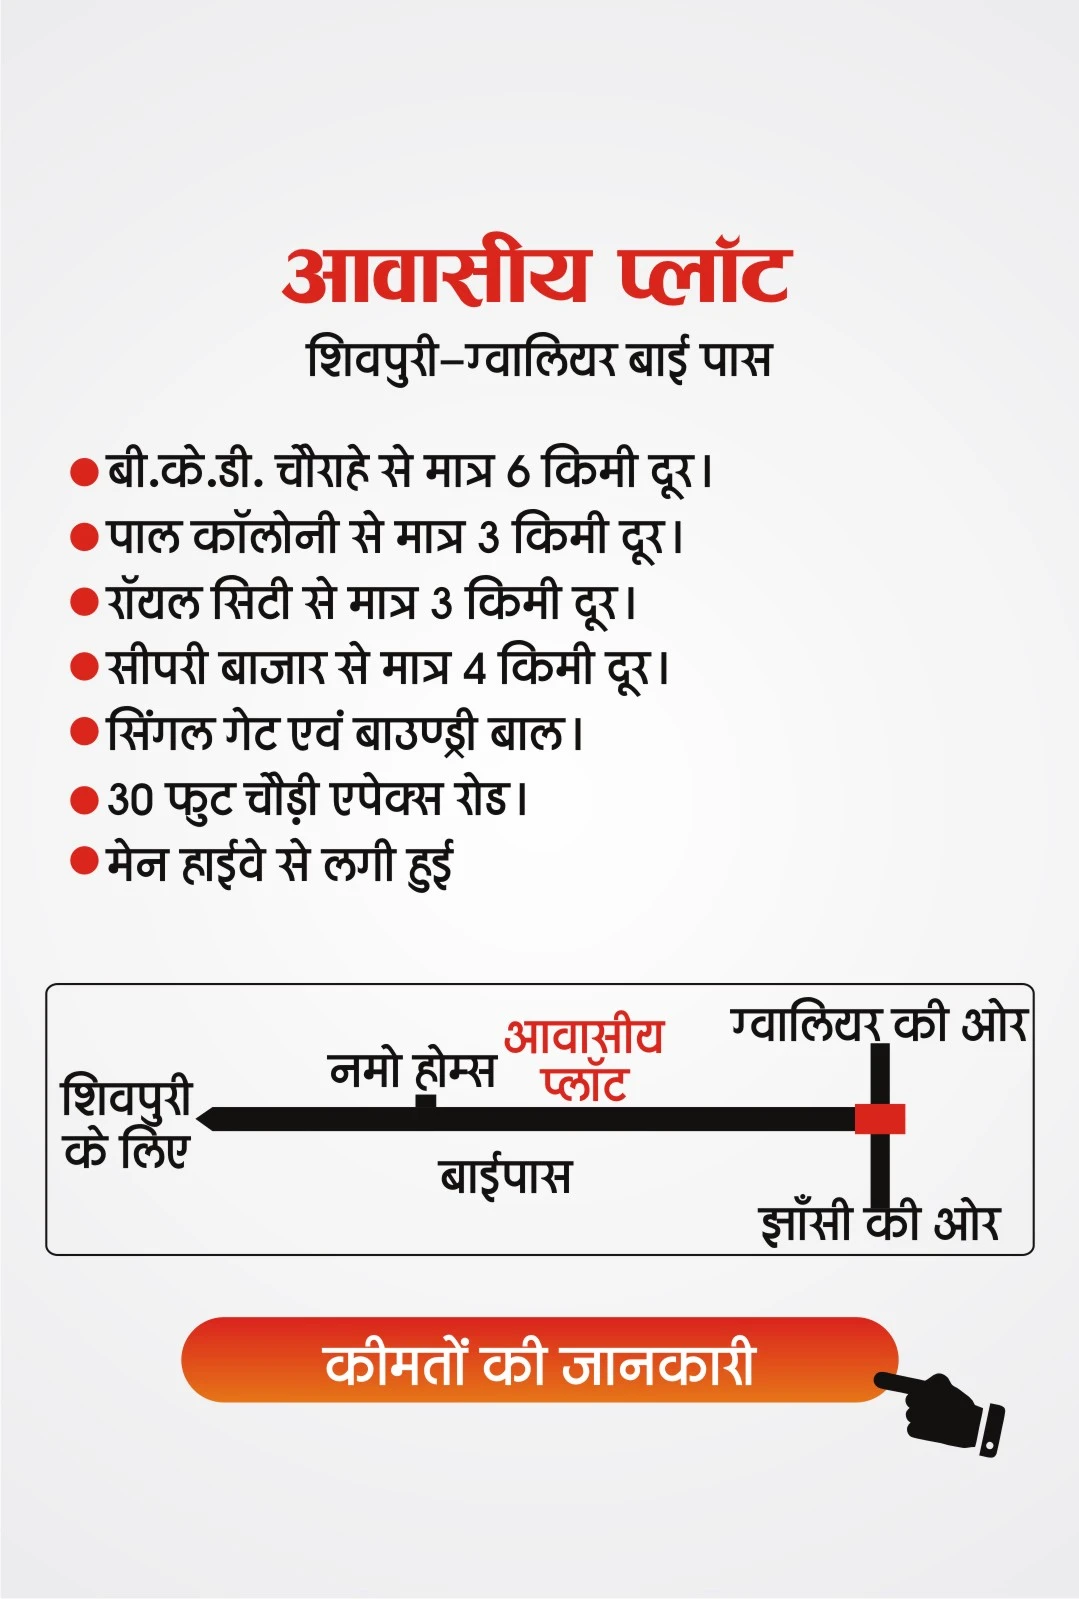 आवासीय प्लॉट
शिवपुरी–ग्वालियर बाई पास
बी.के.डी. चौराहे से मात्र 6 किमी दूर।
पाल कॉलोनी से मात्र 3 किमी दूर।
रॉयल सिटी से मात्र 3 किमी दूर।
सीपरी बाजार से मात्र 4 किमी दूर।
सिंगल गेट एवं बाउण्ड्री बाल।
30 फुट चौड़ी एपेक्स रोड।
मेन हाईवे से लगी हुई
ग्वालियर की ओर
आवासीय
प्लॉट
नमो होम्स
शिवपुरी
के लिए
बाईपास
झाँसी की ओर
कीमतों की जानकारी